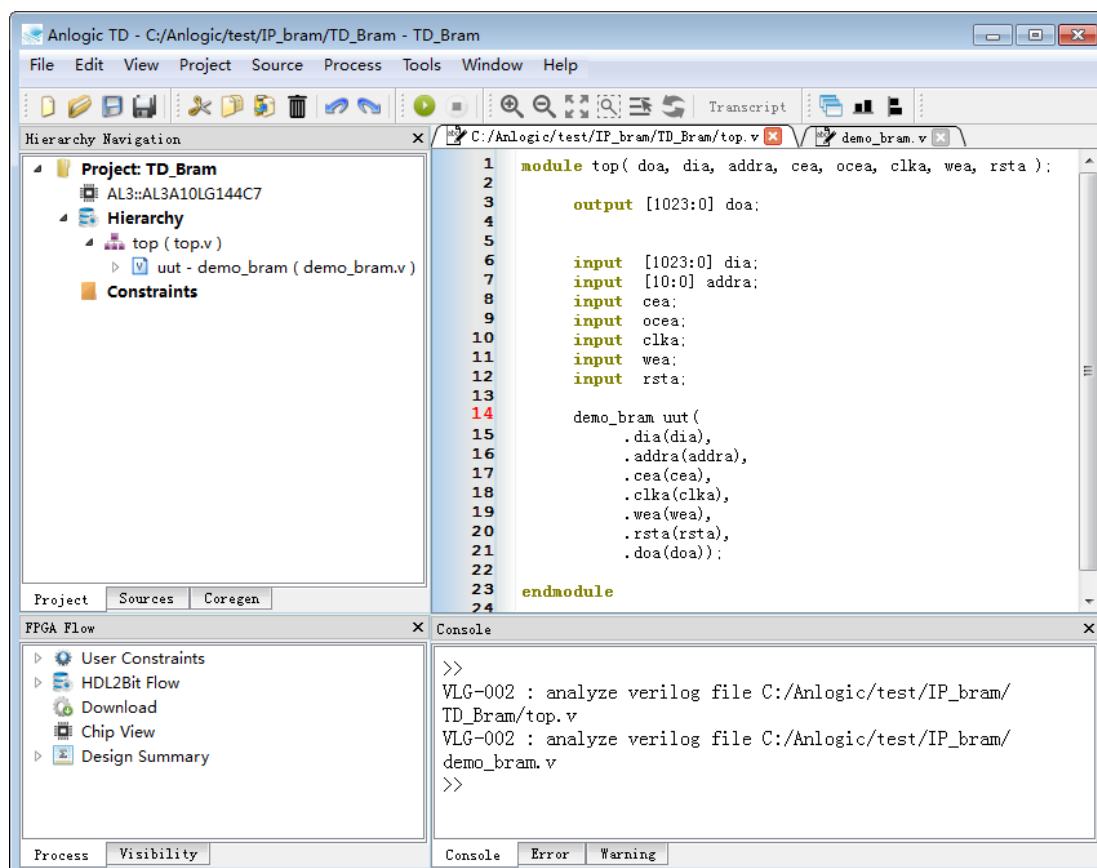 Anlogic TD - C:/Anlogic/test/IP_bram/TD_Bram - TD_Bram
File Edit View Project Source Process Tools Window Help
Transcript
Hierarchy Navigation
Project: TD_Bram
AL3::AL3A10LG144C7
Hierarchy
top ( top.v )
uut - demo_bram ( demo_bram.v )
Constraints
Project Sources Coregen
C:/Anlogic/test/IP_bram/TD_Bram/top.v demo_bram.v
1 module top( doa, dia, addra, cea, ocea, clka, wea, rsta );
2
3 output [1023:0] doa;
4
5
6 input [1023:0] dia;
7 input [10:0] addra;
8 input cea;
9 input ocea;
10 input clka;
11 input wea;
12 input rsta;
13
14 demo_bram uut(
15 .dia(dia),
16 .addra(addra),
17 .cea(cea),
18 .clka(clka),
19 .wea(wea),
20 .rsta(rsta),
21 .doa(doa));
22
23 endmodule
24
FPGA Flow
User Constraints
HDL2Bit Flow
Download
Chip View
Design Summary
Process Visibility
Console
>>
VLG-002 : analyze verilog file C:/Anlogic/test/IP_bram/
TD_Bram/top.v
VLG-002 : analyze verilog file C:/Anlogic/test/IP_bram/
demo_bram.v
>>
Console Error Warning